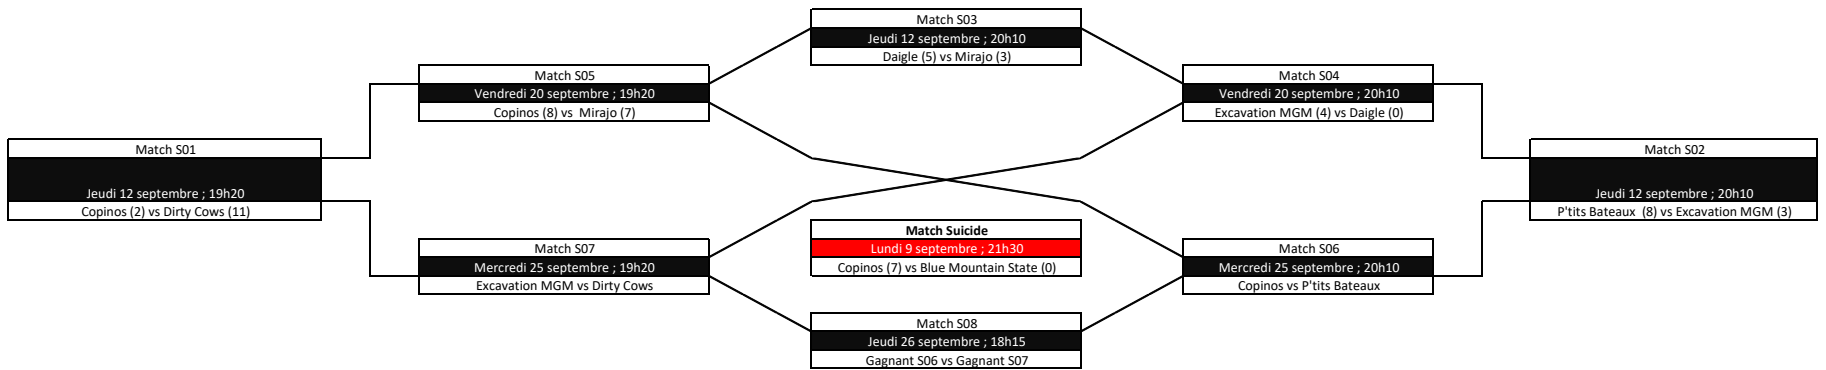 Match S03
Jeudi 12 septembre ; 20h10
Daigle (5) vs Mirajo (3)
Match S05
Vendredi 20 septembre ; 19h20
Copinos (8) vs  Mirajo (7)
Match S04
Vendredi 20 septembre ; 20h10
Excavation MGM (4) vs Daigle (0)
Match S01
Jeudi 12 septembre ; 19h20
Copinos (2) vs Dirty Cows (11)
Match S02
Jeudi 12 septembre ; 20h10
P'tits Bateaux  (8) vs Excavation MGM (3)
Match Suicide
Lundi 9 septembre ; 21h30
Copinos (7) vs Blue Mountain State (0)
Match S07
Mercredi 25 septembre ; 19h20
Excavation MGM vs Dirty Cows
Match S06
Mercredi 25 septembre ; 20h10
Copinos vs P'tits Bateaux
Match S08
Jeudi 26 septembre ; 18h15
Gagnant S06 vs Gagnant S07